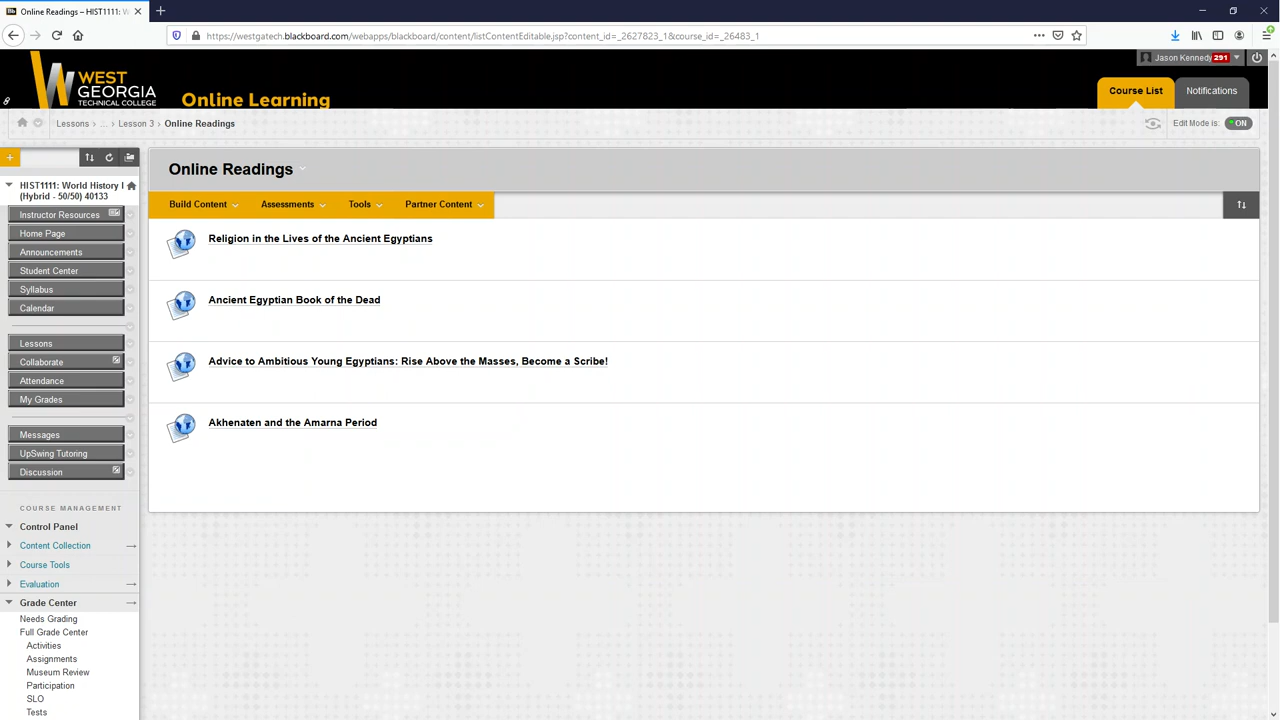 Online Readings – HIST1111: W
https://westgatech.blackboard.com/webapps/blackboard/content/listContentEditable.jsp?content_id=_2627823_1&course_id=_26483_1
Jason Kennedy 291
WEST
GEORGIA
TECHNICAL COLLEGE
Online Learning
Course List
Notifications
Lessons > ... > Lesson 3 > Online Readings
Edit Mode is: ON
HIST1111: World History I
(Hybrid - 50/50) 40133
Instructor Resources
Home Page
Announcements
Student Center
Syllabus
Calendar
Lessons
Collaborate
Attendance
My Grades
Messages
UpSwing Tutoring
Discussion
COURSE MANAGEMENT
Control Panel
Content Collection
Course Tools
Evaluation
Grade Center
Needs Grading
Full Grade Center
Activities
Assignments
Museum Review
Participation
SLO
Tests
Online Readings
Build Content
Assessments
Tools
Partner Content
Religion in the Lives of the Ancient Egyptians
Ancient Egyptian Book of the Dead
Advice to Ambitious Young Egyptians: Rise Above the Masses, Become a Scribe!
Akhenaten and the Amarna Period